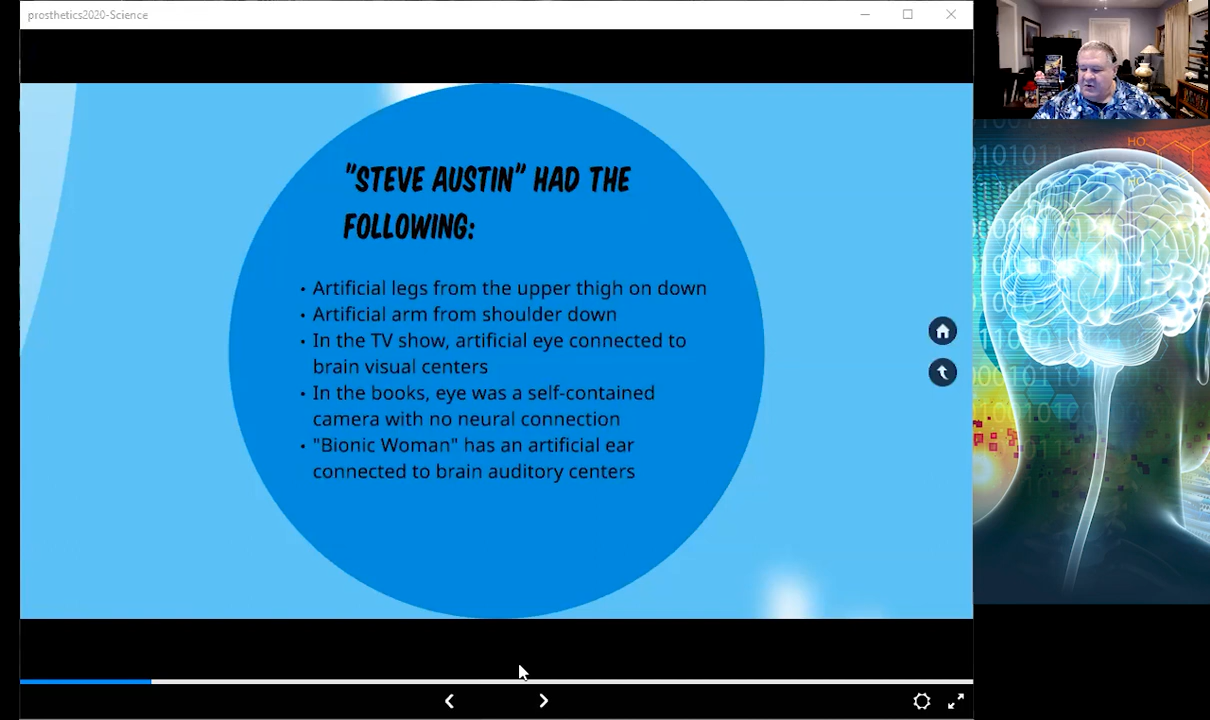 prosthetics2020-Science
"STEVE AUSTIN" HAD THE
FOLLOWING:
• Artificial legs from the upper thigh on down
• Artificial arm from shoulder down
• In the TV show, artificial eye connected to
brain visual centers
• In the books, eye was a self-contained
camera with no neural connection
• "Bionic Woman" has an artificial ear
connected to brain auditory centers
HO
HO